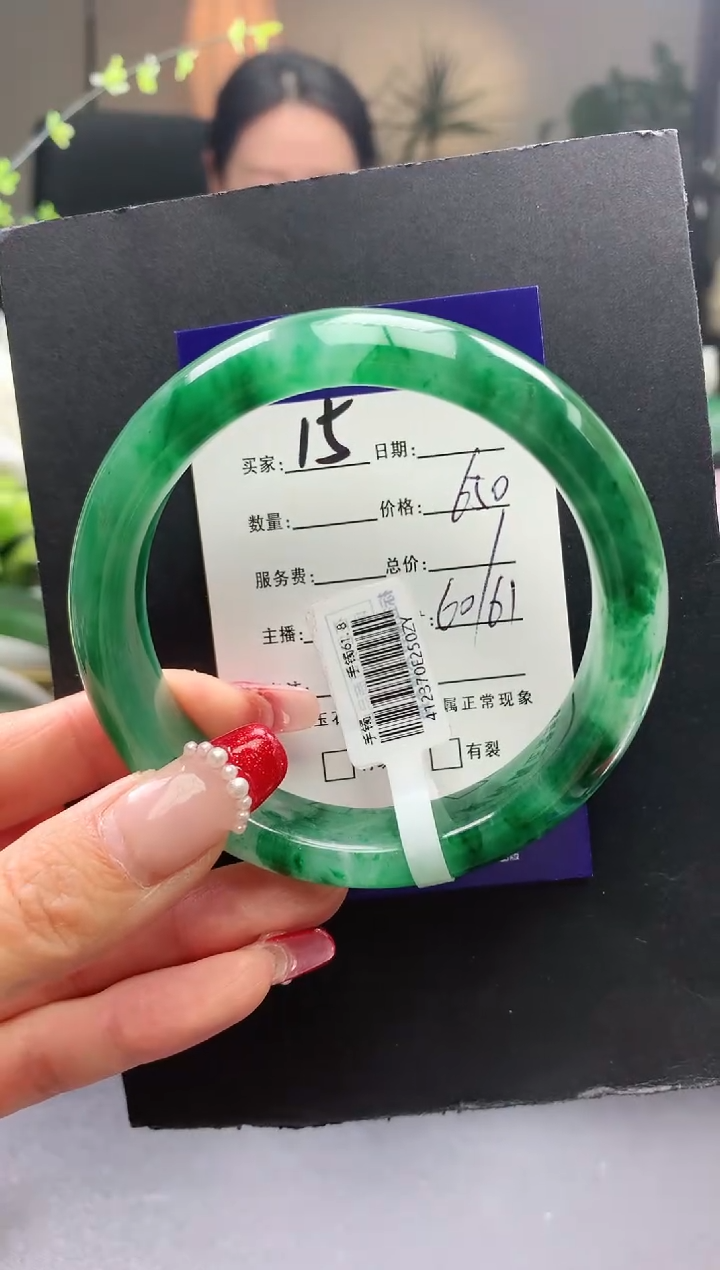 买家: 15 日期:
数量: 价格: 650
服务费: 总价: /
主播: : 60/61
属正常现象
有裂
手镯61.8
手镯
412370E250ZY